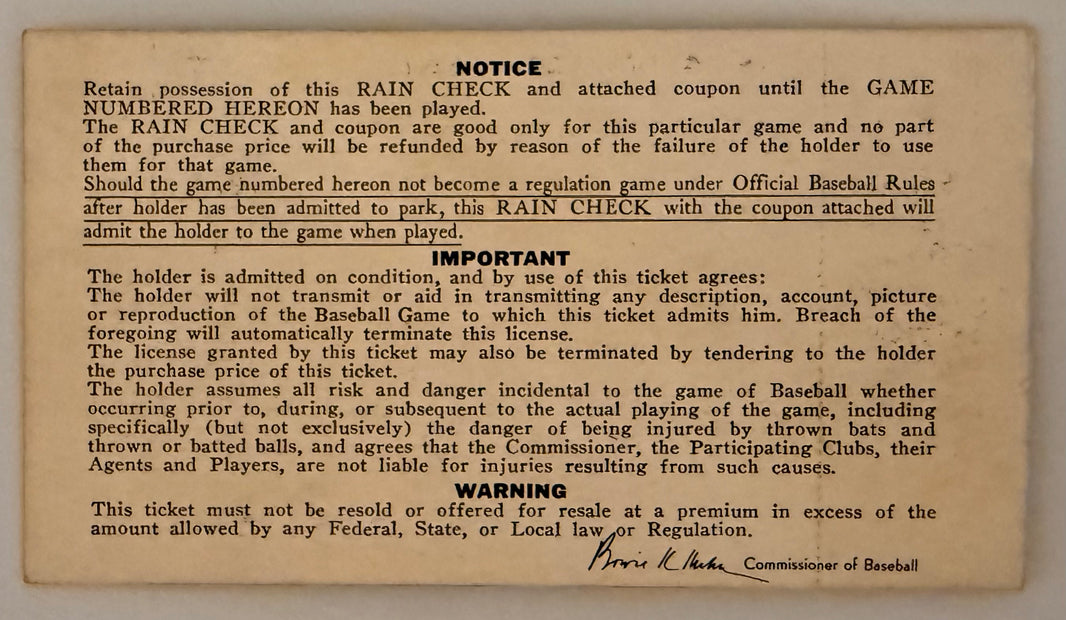 NOTICE
Retain possession of this RAIN CHECK and attached coupon until the GAME
NUMBERED HEREON has been played.
The RAIN CHECK and coupon are good only for this particular game and no part
of the purchase price will be refunded by reason of the failure of the holder to use
them for that game.
Should the game numbered hereon not become a regulation game under Official Baseball Rules
after holder has been admitted to park, this RAIN CHECK with the coupon attached will
admit the holder to the game when played.
IMPORTANT
The holder is admitted on condition, and by use of this ticket agrees:
The holder will not transmit or aid in transmitting any description, account, picture
or reproduction of the Baseball Game to which this ticket admits him. Breach of the
foregoing will automatically terminate this license.
The license granted by this ticket may also be terminated by tendering to the holder
the purchase price of this ticket.
The holder assumes all risk and danger incidental to the game of Baseball whether
occurring prior to, during, or subsequent to the actual playing of the game, including
specifically (but not exclusively) the danger of being injured by thrown bats and
thrown or batted balls, and agrees that the Commissioner, the Participating Clubs, their
Agents and Players, are not liable for injuries resulting from such causes.
WARNING
This ticket must not be resold or offered for resale at a premium in excess of the
amount allowed by any Federal, State, or Local law or Regulation.
Bowie K Kuhn Commissioner of Baseball